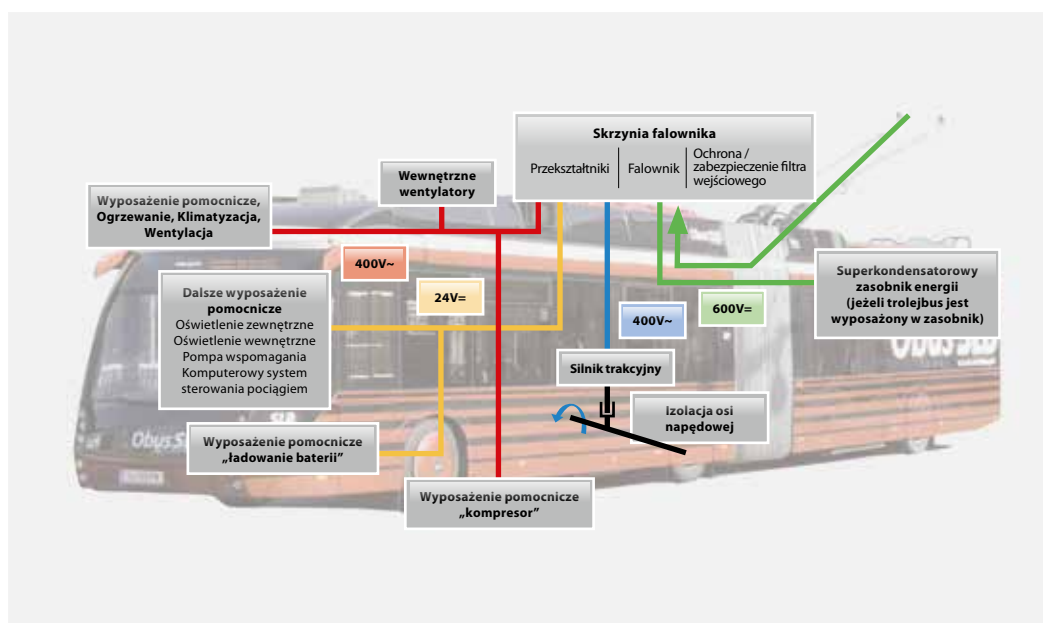 Skrzynia falownika
Przekształtniki
Falownik
Ochrona /
zabezpieczenie filtra
wejściowego
Wewnętrzne
wentylatory
Wyposażenie pomocnicze,
Ogrzewanie, Klimatyzacja,
Wentylacja
400V~
24V=
400V~
600V=
Superkondensatorowy
zasobnik energii
(jeżeli trolejbus jest
wyposażony w zasobnik)
Dalsze wyposażenie
pomocnicze
Oświetlenie zewnętrzne
Oświetlenie wewnętrzne
Pompa wspomagania
Komputerowy system
sterowania pociągiem
Silnik trakcyjny
Izolacja osi
napędowej
Wyposażenie pomocnicze
„ładowanie baterii”
Wyposażenie pomocnicze
„kompresor”
Obus SLB